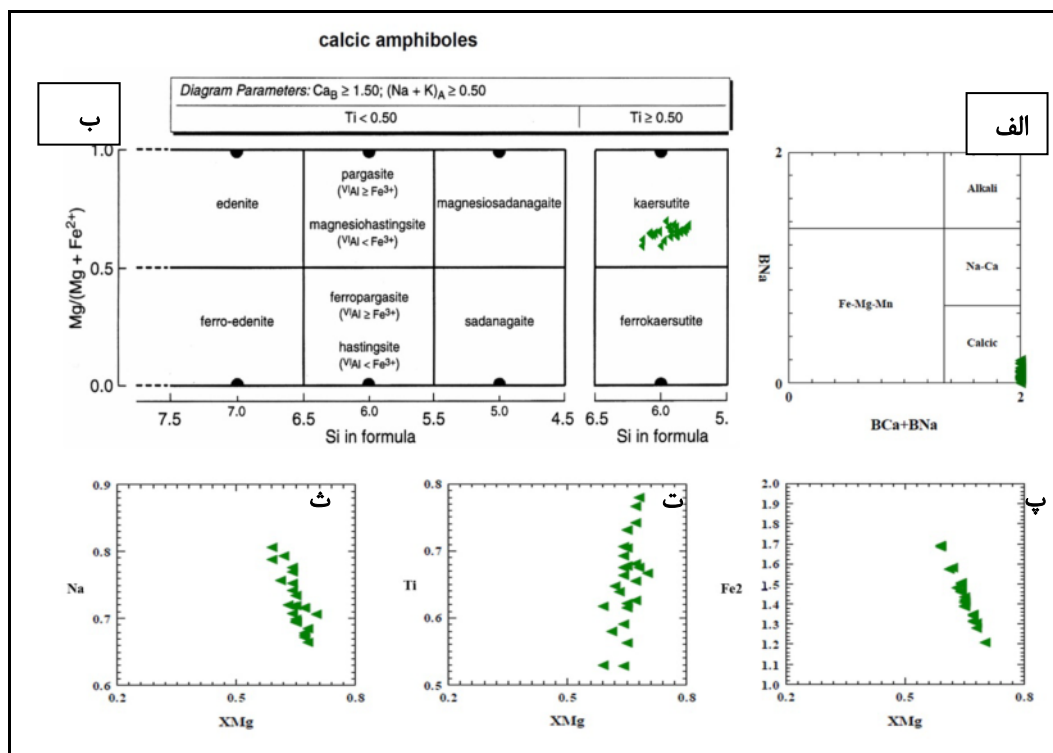 calcic amphiboles
ب
Diagram Parameters: CaB ≥ 1.50; (Na + K)A ≥ 0.50
Ti < 0.50
Ti ≥ 0.50
Mg/(Mg + Fe2+)
1.0
0.5
0.0
edenite
pargasite
(VIAl ≥ Fe3+)
magnesiohastingsite
(VIAl < Fe3+)
magnesiosadanagaite
kaersutite
ferro-edenite
ferropargasite
(VIAl ≥ Fe3+)
hastingsite
(VIAl < Fe3+)
sadanagaite
ferrokaersutite
7.5 7.0 6.5 6.0 5.5 5.0 4.5
Si in formula
6.5 6.0 5.
Si in formula
الف
2
BNa
0
Alkali
Na-Ca
Fe-Mg-Mn
Calcic
0 2
BCa+BNa
ث
0.9
0.8
Na
0.7
0.6
0.2 0.5 0.8
XMg
ت
0.8
0.7
Ti
0.6
0.5
0.2 0.5 0.8
XMg
پ
2.0
1.9
1.8
1.7
1.6
Fe2
1.5
1.4
1.3
1.2
1.1
1.0
0.2 0.5 0.8
XMg